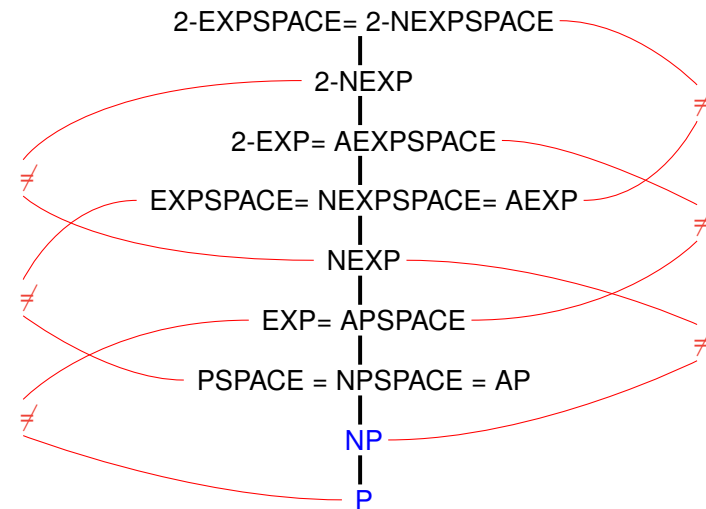 2-EXPSPACE= 2-NEXPSPACE
2-NEXP
≠
2-EXP= AEXPSPACE
≠
EXPSPACE= NEXPSPACE= AEXP
≠
NEXP
≠
EXP= APSPACE
≠
PSPACE = NPSPACE = AP
≠
NP
P